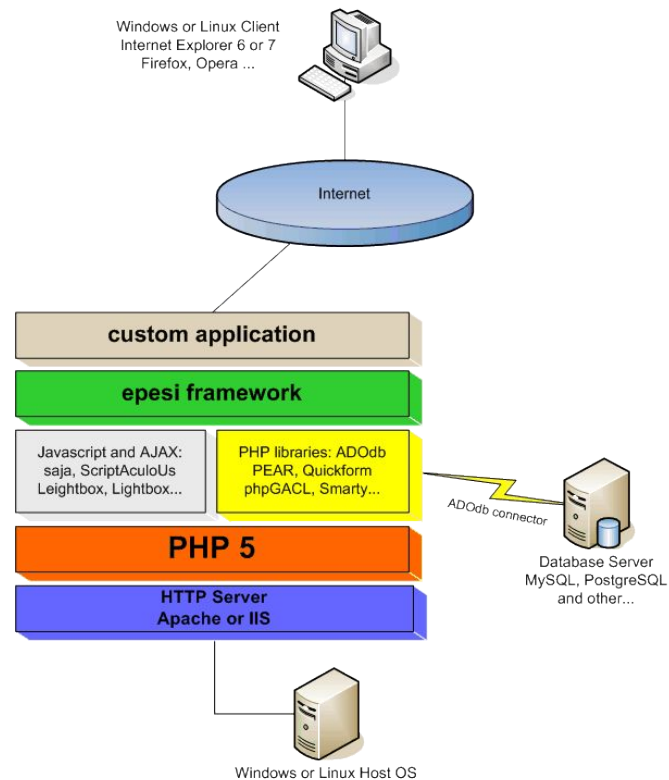 Windows or Linux Client
Internet Explorer 6 or 7
Firefox, Opera ...
Internet
custom application
epesi framework
Javascript and AJAX:
saja, ScriptAculoUs
Leightbox, Lightbox...
PHP libraries: ADOdb
PEAR, Quickform
phpGACL, Smarty...
ADOdb connector
Database Server
MySQL, PostgreSQL
and other...
PHP 5
HTTP Server
Apache or IIS
Windows or Linux Host OS